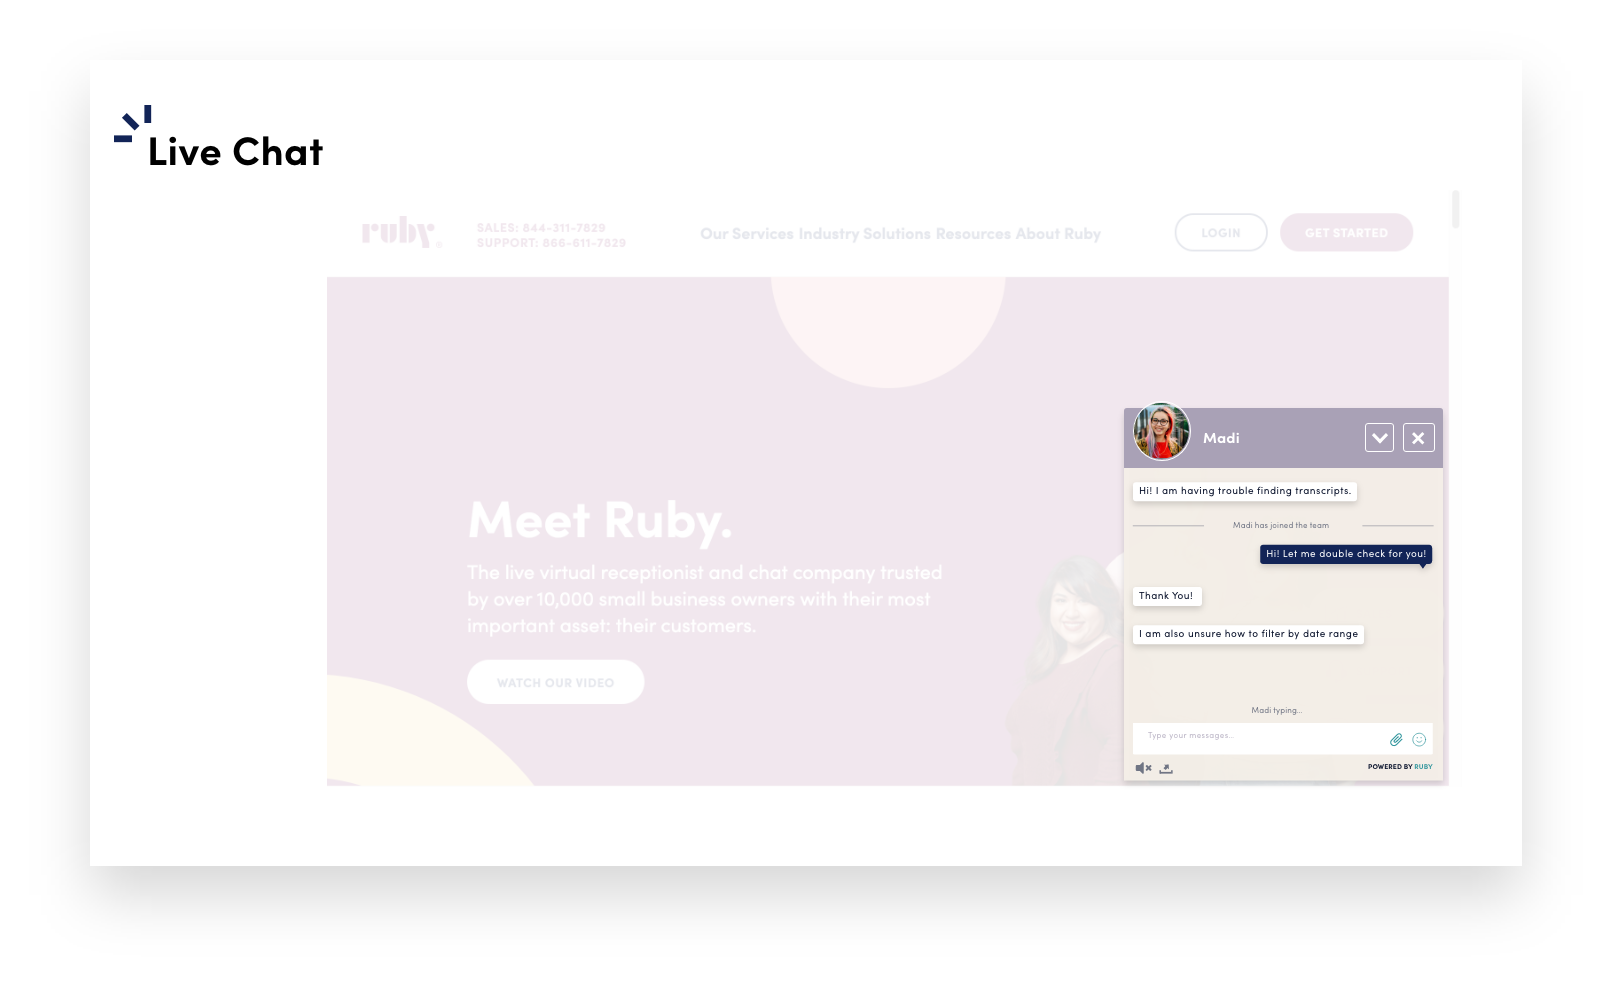 Live Chat
ruby.
SALES: 844-311-7829
SUPPORT: 866-611-7829
Our Services Industry Solutions Resources About Ruby
LOGIN
GET STARTED
Meet Ruby.
The live virtual receptionist and chat company trusted
by over 10,000 small business owners with their most
important asset: their customers.
WATCH OUR VIDEO
Madi
Hi! I am having trouble finding transcripts.
Madi has joined the team
Hi! Let me double check for you!
Thank You!
I am also unsure how to filter by date range
Madi typing...
Type your messages...
POWERED BY RUBY